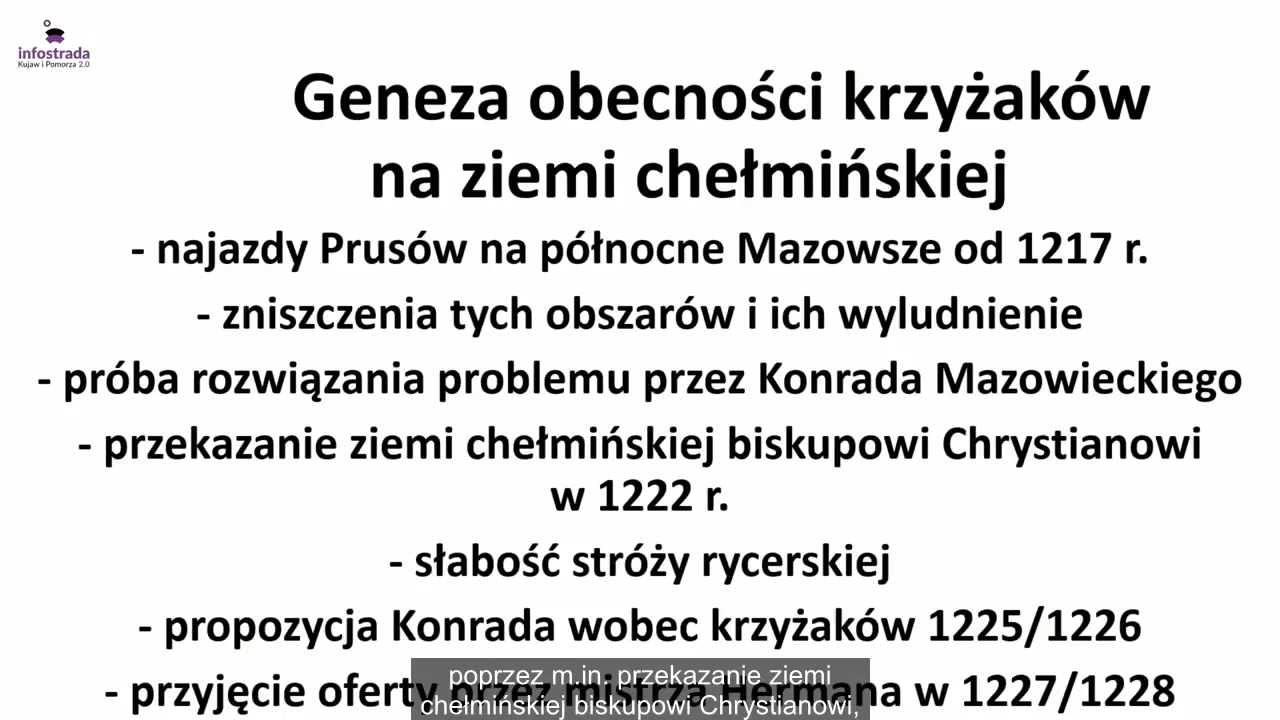 infostrada
Kujaw i Pomorza 2.0
Geneza obecności krzyżaków
na ziemi chełmińskiej
- najazdy Prusów na północne Mazowsze od 1217 r.
- zniszczenia tych obszarów i ich wyludnienie
- próba rozwiązania problemu przez Konrada Mazowieckiego
- przekazanie ziemi chełmińskiej biskupowi Chrystianowi
w 1222 r.
- słabość stróży rycerskiej
- propozycja Konrada wobec krzyżaków 1225/1226
- przyjęcie oferty przez mistrza Hermana w 1227/1228
poprzez m.in. przekazanie ziemi
chełmińskiej biskupowi Chrystianowi,